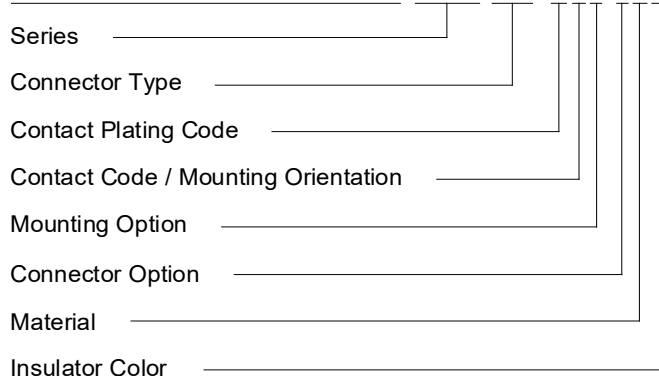 Series
Connector Type
Contact Plating Code
Contact Code / Mounting Orientation
Mounting Option
Connector Option
Material
Insulator Color